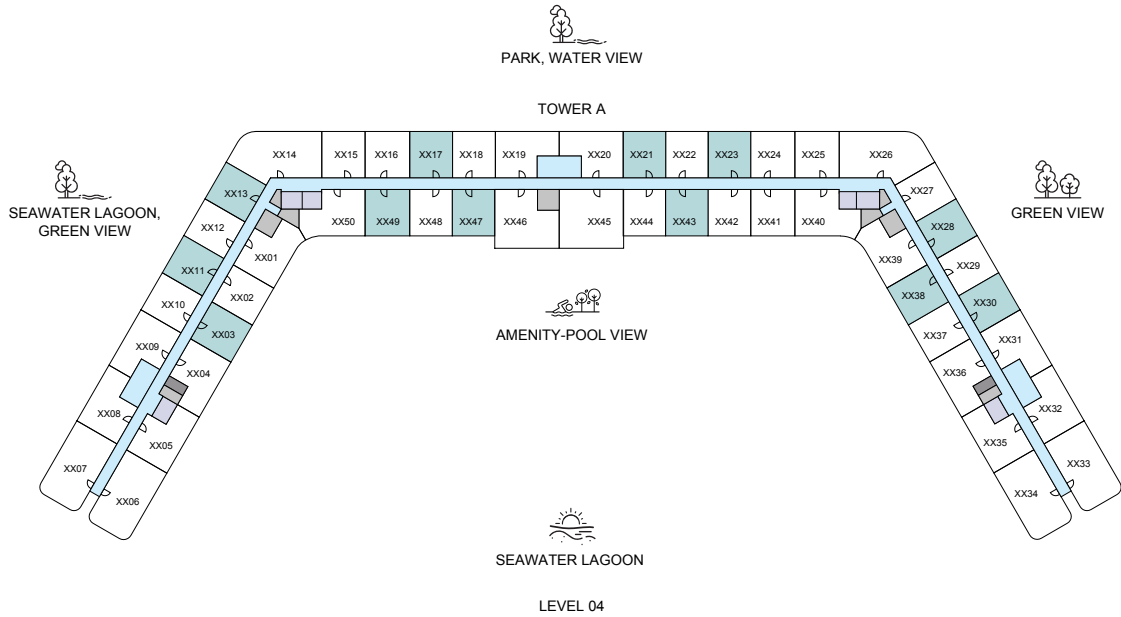 PARK, WATER VIEW
TOWER A
XX14
XX15
XX16
XX17
XX18
XX19
XX20
XX21
XX22
XX23
XX24
XX25
XX26
XX13
XX27
SEAWATER LAGOON,
GREEN VIEW
GREEN VIEW
XX12
XX50
XX49
XX48
XX47
XX46
XX45
XX44
XX43
XX42
XX41
XX40
XX28
XX01
XX39
XX11
XX29
XX02
XX38
XX10
XX30
XX03
XX37
AMENITY-POOL VIEW
XX09
XX31
XX04
XX36
XX08
XX32
XX05
XX35
XX07
XX33
XX06
XX34
SEAWATER LAGOON
LEVEL 04